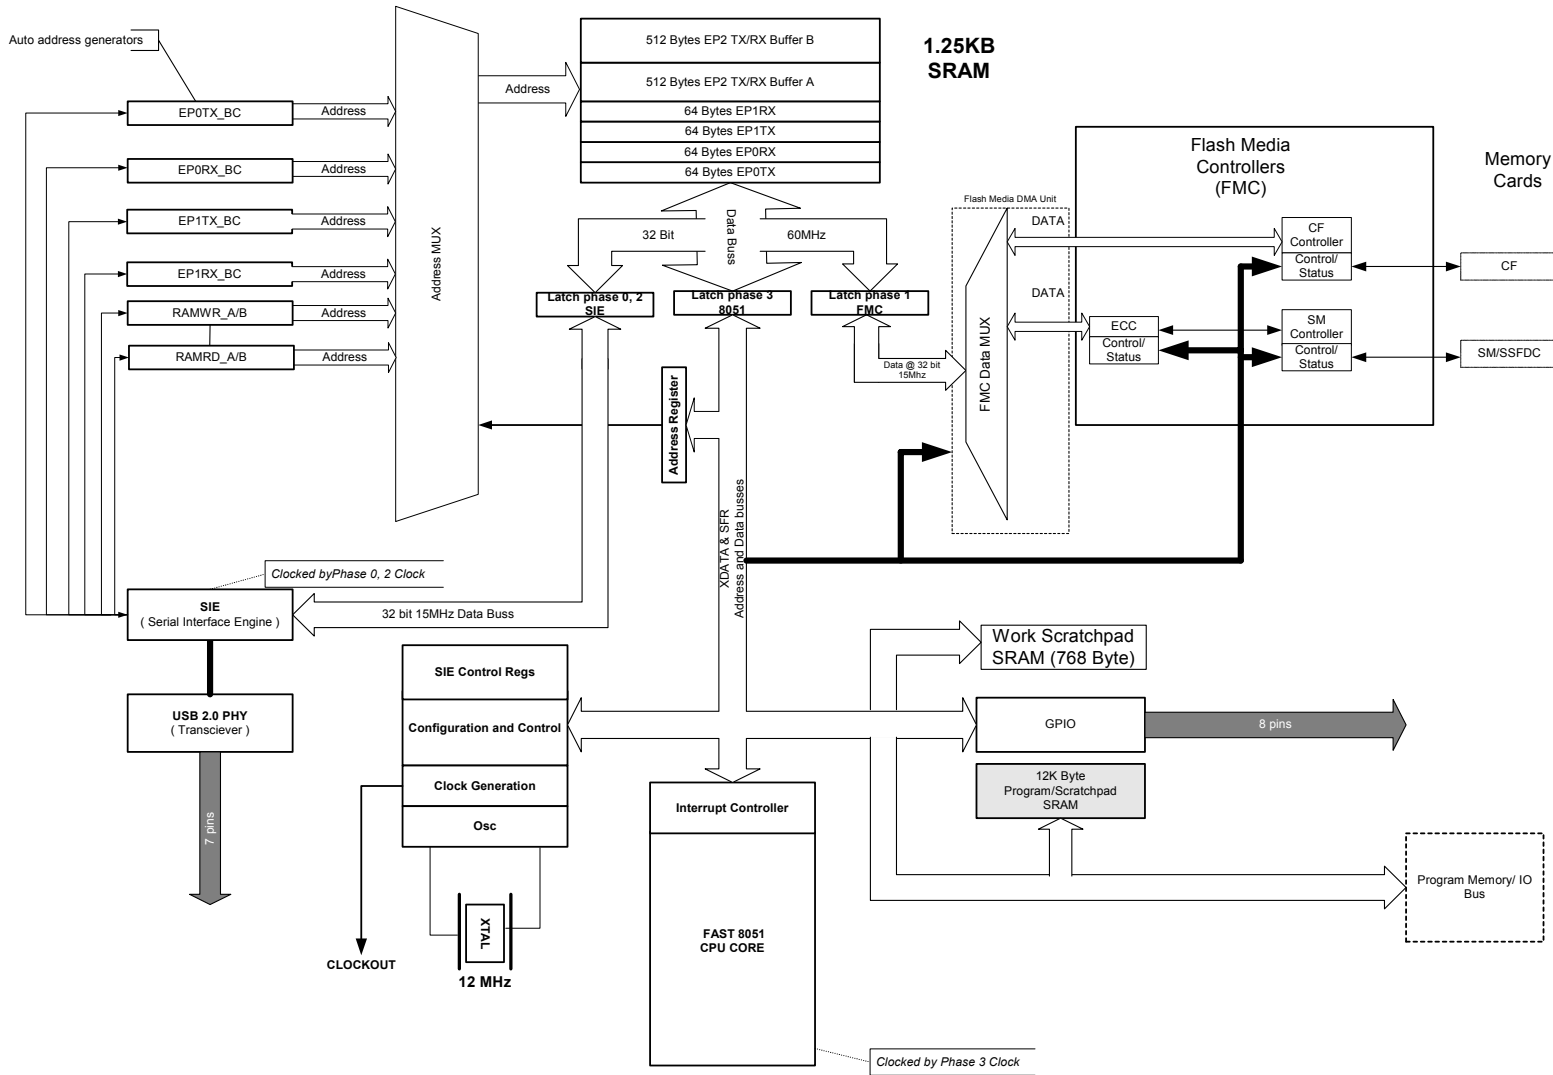 Auto address generators
EP0TX_BC
EP0RX_BC
EP1TX_BC
EP1RX_BC
RAMWR_A/B
RAMRD_A/B
Address
Address
Address
Address
Address
Address
Address MUX
Address
512 Bytes EP2 TX/RX Buffer B
512 Bytes EP2 TX/RX Buffer A
64 Bytes EP1RX
64 Bytes EP1TX
64 Bytes EP0RX
64 Bytes EP0TX
1.25KB
SRAM
32 Bit
Data Buss
60MHz
Latch phase 0, 2
SIE
Latch phase 3
8051
Latch phase 1
FMC
Data @ 32 bit
15Mhz
Address Register
Flash Media DMA Unit
FMC Data MUX
DATA
DATA
Flash Media
Controllers
(FMC)
CF
Controller
Control/
Status
ECC
Control/
Status
SM
Controller
Control/
Status
Memory
Cards
CF
SM/SSFDC
XDATA & SFR
Address and Data busses
Clocked byPhase 0, 2 Clock
SIE
( Serial Interface Engine )
32 bit 15MHz Data Buss
USB 2.0 PHY
( Transciever )
7 pins
SIE Control Regs
Configuration and Control
Clock Generation
Osc
XTAL
12 MHz
CLOCKOUT
Interrupt Controller
FAST 8051
CPU CORE
Clocked by Phase 3 Clock
Work Scratchpad
SRAM (768 Byte)
GPIO
8 pins
12K Byte
Program/Scratchpad
SRAM
Program Memory/ IO
Bus